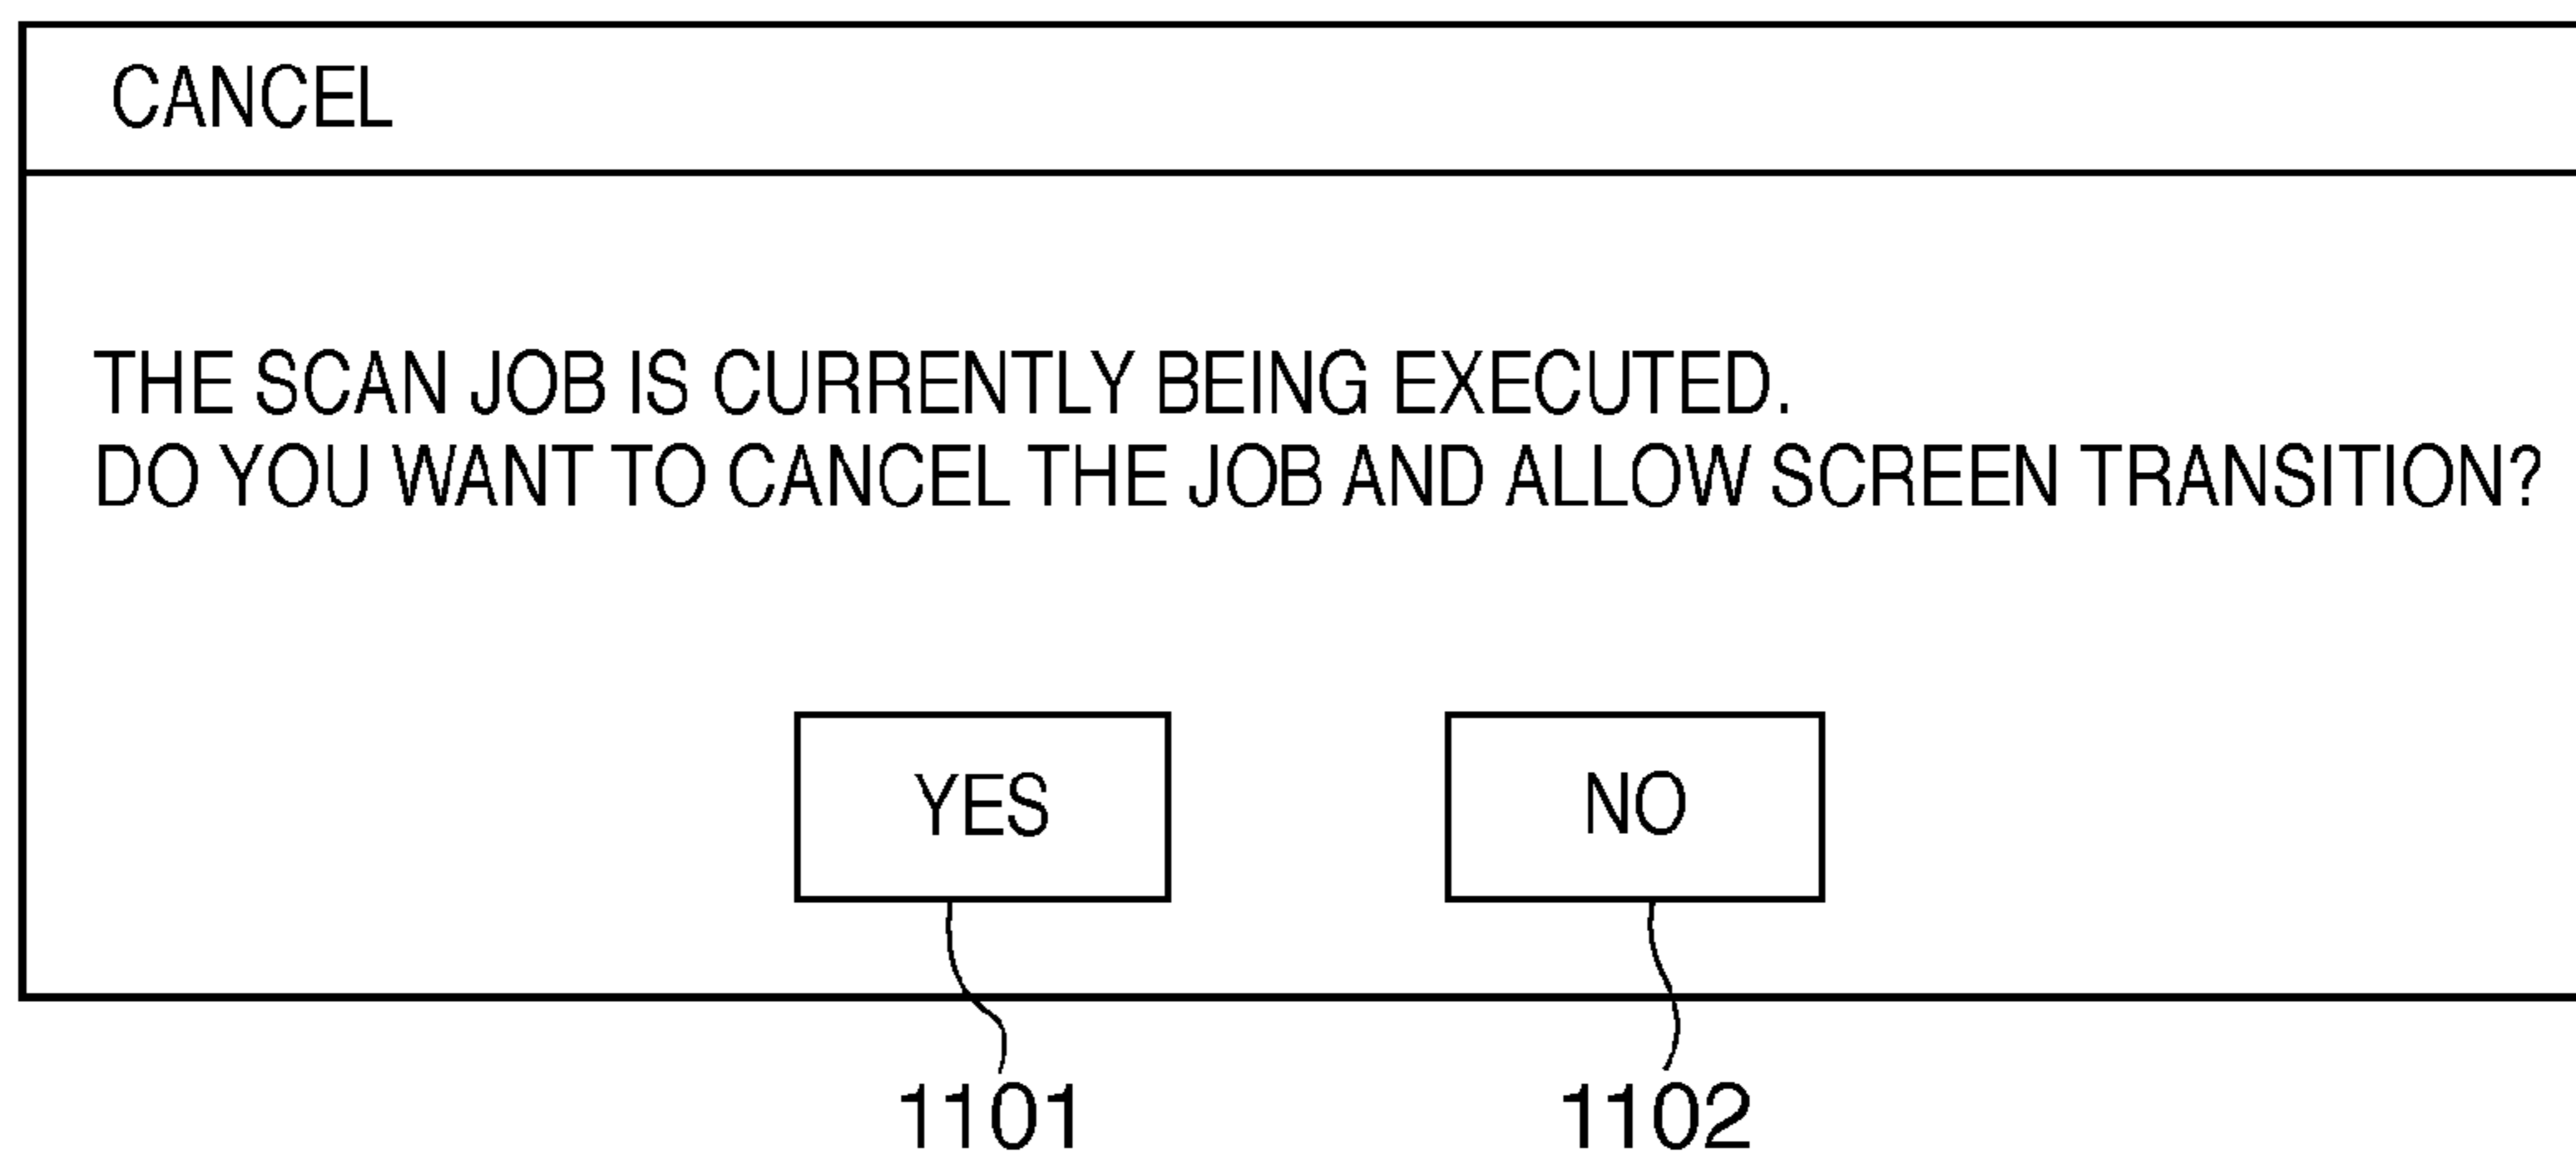 CANCEL
THE SCAN JOB IS CURRENTLY BEING EXECUTED.
DO YOU WANT TO CANCEL THE JOB AND ALLOW SCREEN TRANSITION?
YES NO
1101 1102